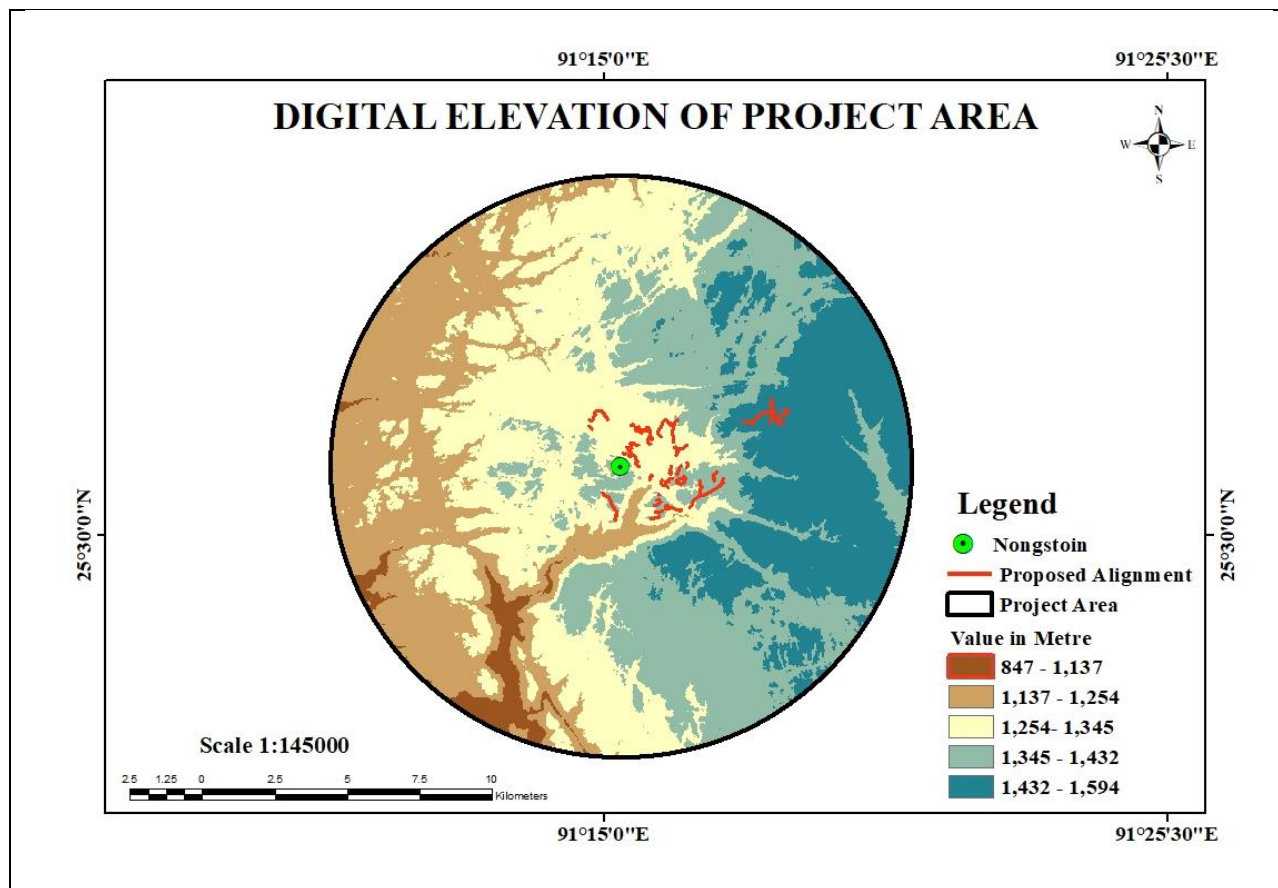 91°15'0"E 91°25'30"E
DIGITAL ELEVATION OF PROJECT AREA
N
W E
S
25°30'0"N
25°30'0"N
Legend
Nongstoin
Proposed Alignment
Project Area
Value in Metre
847 - 1,137
1,137 - 1,254
1,254- 1,345
1,345 - 1,432
1,432 - 1,594
Scale 1:145000
2.5 1.25 0 2.5 5 7.5 10
Kilometers
91°15'0"E 91°25'30"E